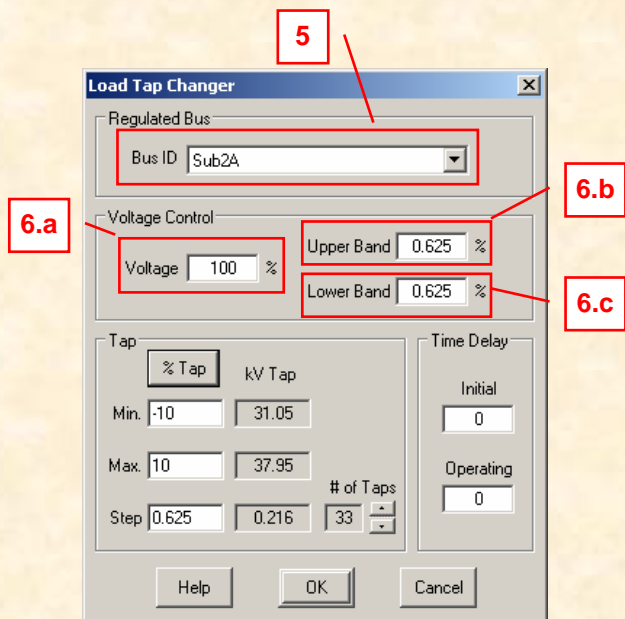 5
Load Tap Changer
Regulated Bus
Bus ID Sub2A
6.b
6.a
Voltage Control
Upper Band 0.625 %
Voltage 100 %
Lower Band 0.625 %
6.c
Tap
Time Delay
% Tap kV Tap
Initial
Min. -10 31.05
0
Max. 10 37.95
Operating
# of Taps
0
Step 0.625 0.216 33
Help OK Cancel